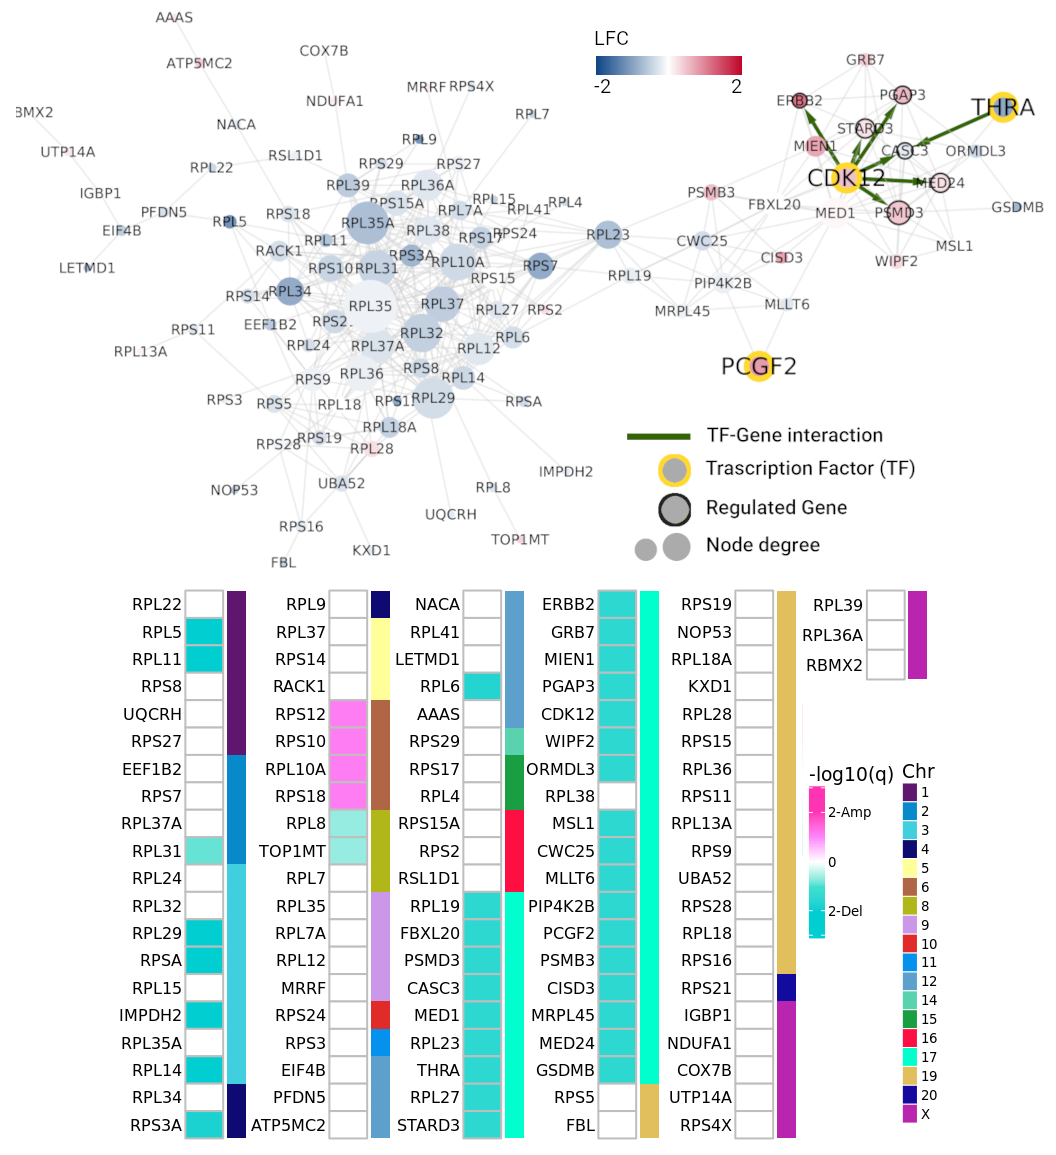 AAAS
COX7B
LFC
-2
2
GRB7
ATP5MC2
MRRF
RPS4X
NDUFA1
ERBB2
PGAP3
THRA
BMX2
NACA
RPL7
STARD3
RPL9
MIEN1
CASC3
ORMDL3
UTP14A
RSL1D1
RPS29
RPS27
RPL22
CDK12
MED24
RPL39
RPL36A
IGBP1
PSMB3
RPL15
RPS15A
RPL4
FBXL20
GSDMB
PFDN5
RPS18
RPL7A
RPL41
MED1
PSMD3
RPL5
RPL35A
EIF4B
RPL38
RPS24
RPL23
RPL11
RPS17
CWC25
MSL1
RACK1
RPS3A
CISD3
WIPF2
LETMD1
RPS10
RPL31
RPL10A
RPS7
RPL19
RPS15
PIP4K2B
RPS14
RPL34
RPL35
RPL37
RPL27
RPS2
MRPL45
MLLT6
RPS11
EEF1B2
RPS2
RPL32
RPL6
RPL24
RPL37A
RPL12
RPL13A
PCGF2
RPS9
RPL36
RPS8
RPL14
RPS3
RPS5
RPL18
RPS1
RPL29
RPSA
RPL18A
TF-Gene interaction
RPS28
RPS19
RPL28
Trascription Factor (TF)
IMPDH2
NOP53
UBA52
RPL8
Regulated Gene
UQCRH
RPS16
TOP1MT
Node degree
KXD1
FBL
RPL22
RPL5
RPL11
RPS8
UQCRH
RPS27
EEF1B2
RPS7
RPL37A
RPL31
RPL24
RPL32
RPL29
RPSA
RPL15
IMPDH2
RPL35A
RPL14
RPL34
RPS3A
RPL9
RPL37
RPS14
RACK1
RPS12
RPS10
RPL10A
RPS18
RPL8
TOP1MT
RPL7
RPL35
RPL7A
RPL12
MRRF
RPS24
RPS3
EIF4B
PFDN5
ATP5MC2
NACA
RPL41
LETMD1
RPL6
AAAS
RPS29
RPS17
RPL4
RPS15A
RPS2
RSL1D1
RPL19
FBXL20
PSMD3
CASC3
MED1
RPL23
THRA
RPL27
STARD3
ERBB2
GRB7
MIEN1
PGAP3
CDK12
WIPF2
ORMDL3
RPL38
MSL1
CWC25
MLLT6
PIP4K2B
PCGF2
PSMB3
CISD3
MRPL45
MED24
GSDMB
RPS5
FBL
RPS19
NOP53
RPL18A
KXD1
RPL28
RPS15
RPL36
RPS11
RPL13A
RPS9
UBA52
RPS28
RPL18
RPS16
RPS21
IGBP1
NDUFA1
COX7B
UTP14A
RPS4X
RPL39
RPL36A
RBMX2
-log10(q)
2-Amp
0
2-Del
Chr
1
2
3
4
5
6
8
9
10
11
12
14
15
16
17
19
20
X